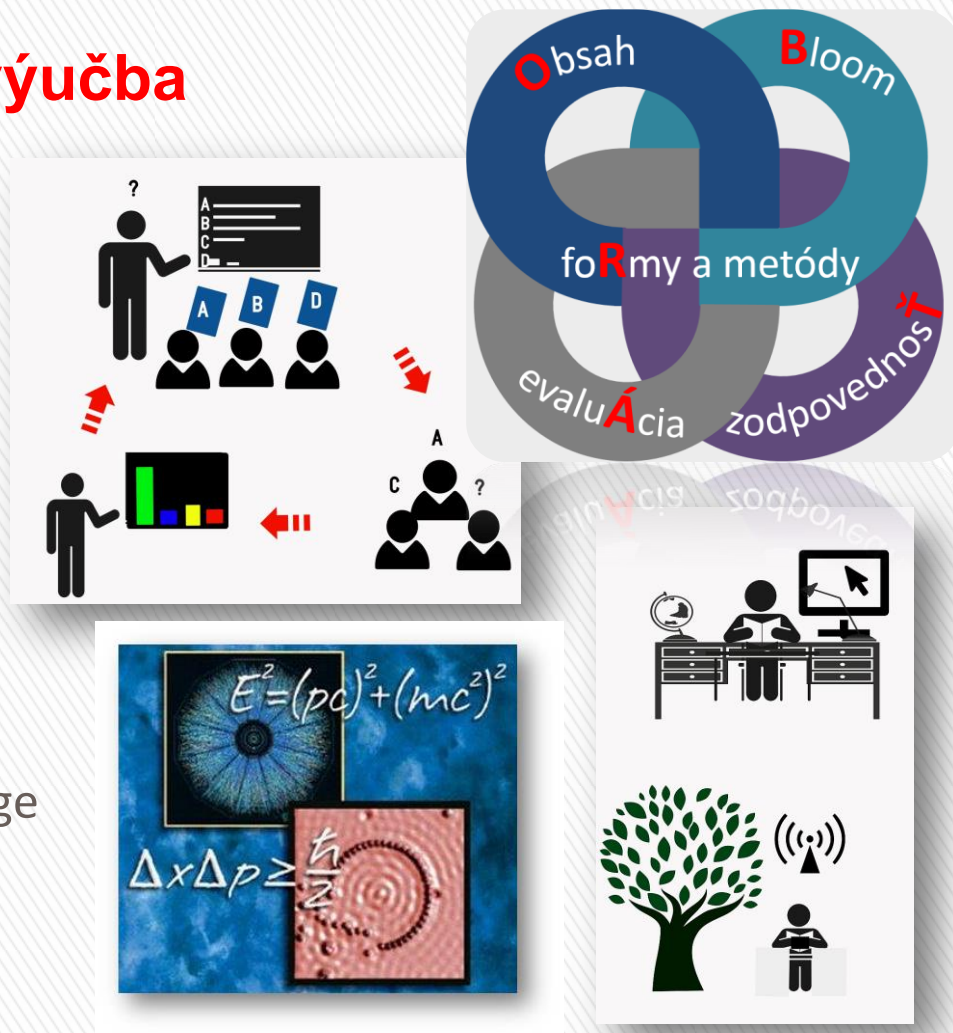 výučba
Obsah
Bloom
foRmy a metódy
evaluÁcia
zodpovednosŤ
?
A
B
C
D
A
B
D
A
C
?
E²=(pc)²+(mc²)²
ΔxΔp≥ħ/2
ge